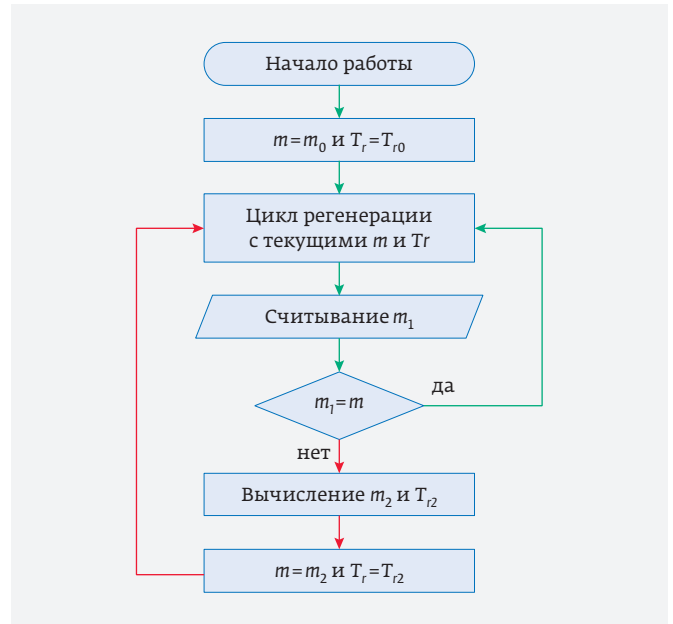 Начало работы
m=m₀ и Tᵣ=Tᵣ₀
Цикл регенерации
с текущими m и Tr
Считывание m₁
m₁=m
да
нет
Вычисление m₂ и Tᵣ₂
m=m₂ и Tᵣ=Tᵣ₂